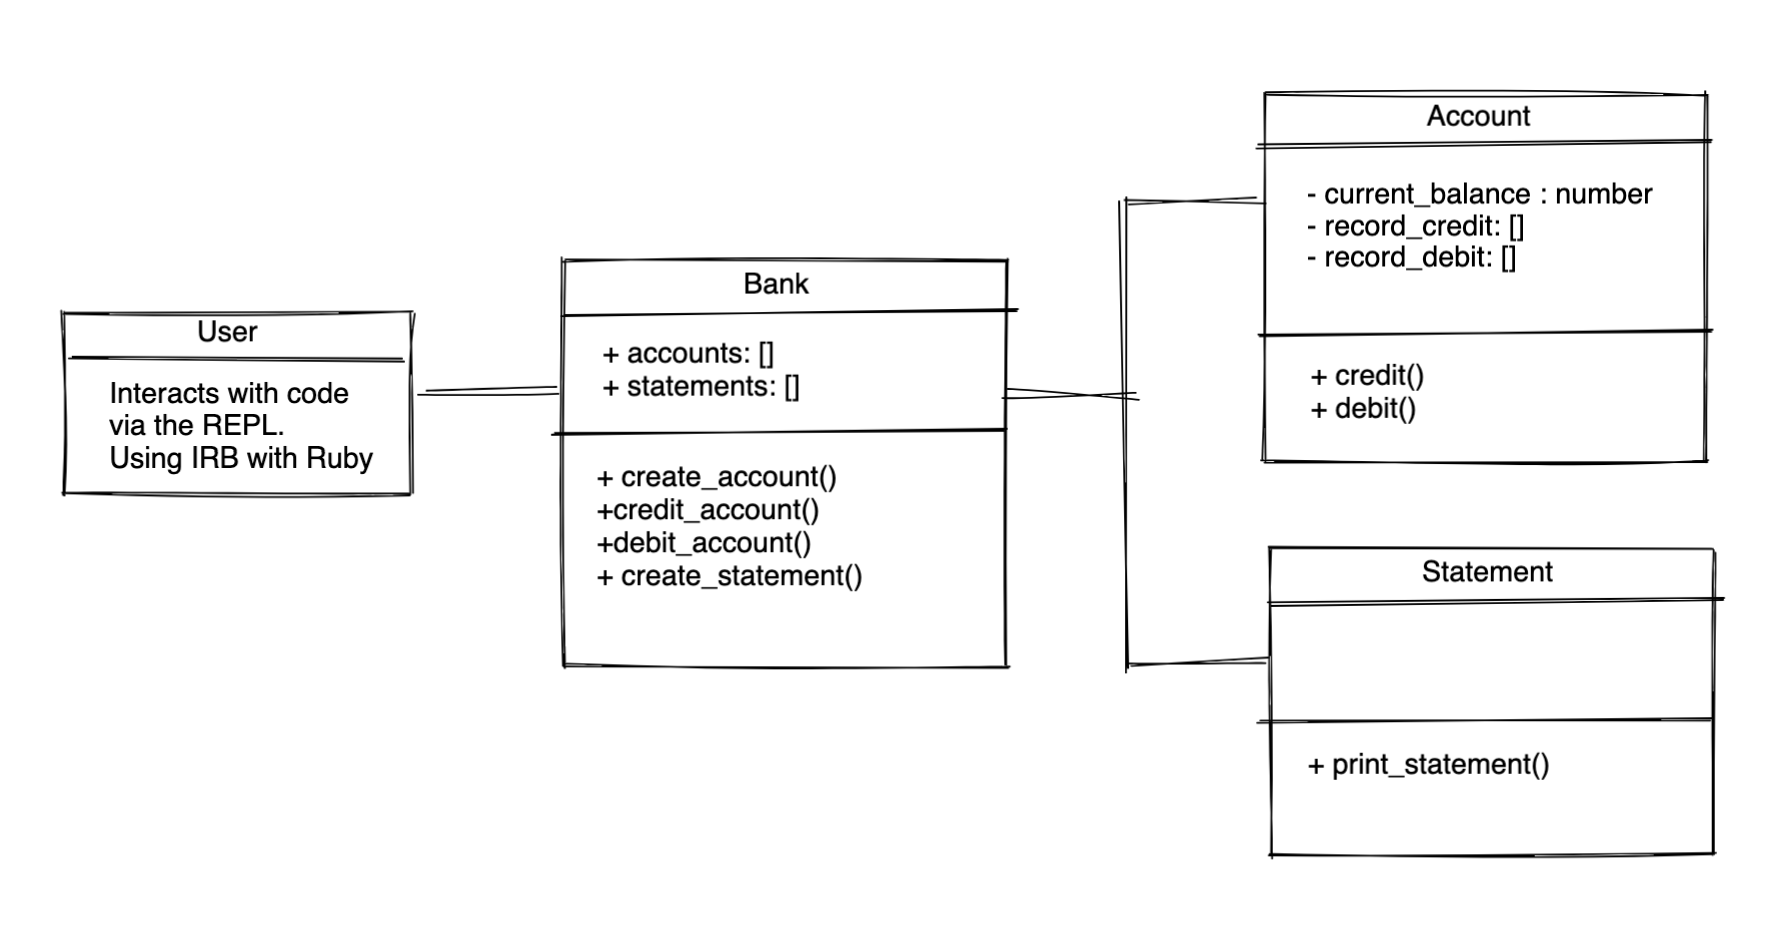 User
Interacts with code
via the REPL.
Using IRB with Ruby
Bank
+ accounts: []
+ statements: []
+ create_account()
+credit_account()
+debit_account()
+ create_statement()
Account
- current_balance : number
- record_credit: []
- record_debit: []
+ credit()
+ debit()
Statement
+ print_statement()